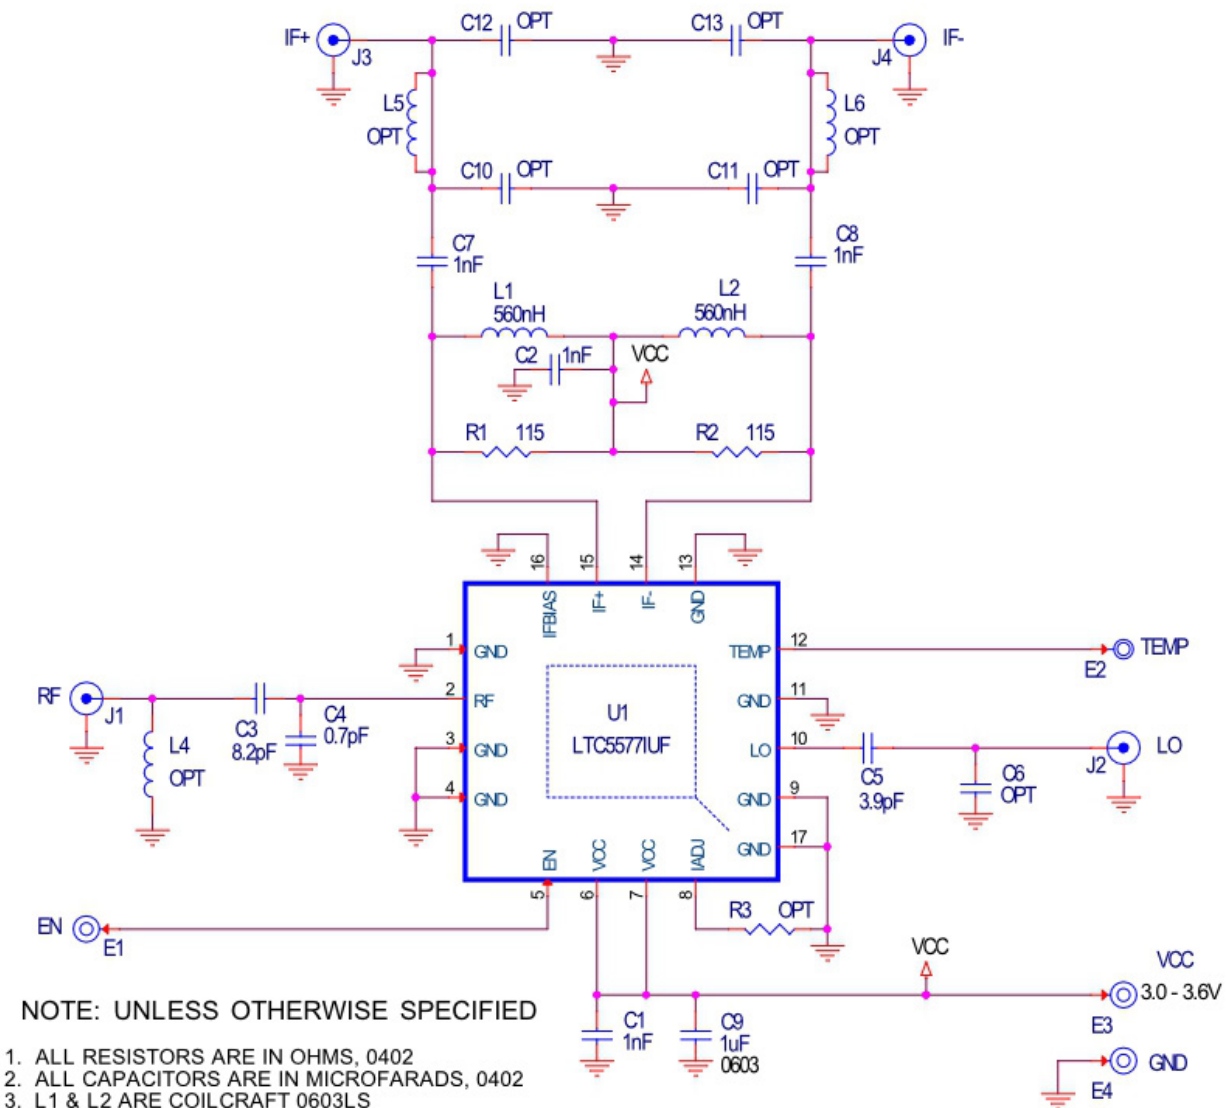 C12 OPT
C13 OPT
IF+
J3
J4
IF-
L5
OPT
L6
OPT
C10 OPT
C11 OPT
C7
1nF
C8
1nF
L1
560nH
L2
560nH
C2 1nF
VCC
R1 115
R2 115
16
15
14
13
IFBIAS
IF+
IF-
GND
1
GND
TEMP
12
TEMP
E2
RF
J1
2
RF
GND
11
U1
LTC5577IUF
C3
8.2pF
C4
0.7pF
L4
OPT
3
GND
LO
10
J2
LO
C5
3.9pF
C6
OPT
4
GND
GND
9
GND
17
EN
VCC
VCC
IADJ
5
6
7
8
R3 OPT
EN
E1
VCC
VCC
3.0 - 3.6V
E3
C1
1nF
C9
1uF
0603
GND
E4
NOTE: UNLESS OTHERWISE SPECIFIED
1. ALL RESISTORS ARE IN OHMS, 0402
2. ALL CAPACITORS ARE IN MICROFARADS, 0402
3. L1 & L2 ARE COILCRAFT 0603LS